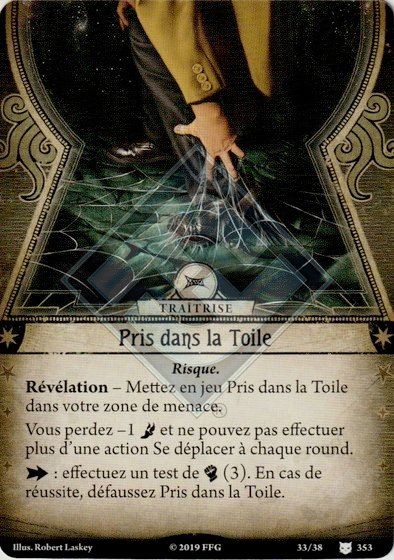 TRAÎTRISE
Pris dans la Toile
Risque.
Révélation – Mettez en jeu Pris dans la Toile
dans votre zone de menace.
Vous perdez –1 et ne pouvez pas effectuer
plus d'une action Se déplacer à chaque round.
: effectuez un test de (3). En cas de
réussite, défaussez Pris dans la Toile.
Illus. Robert Laskey © 2019 FFG 33/38 353